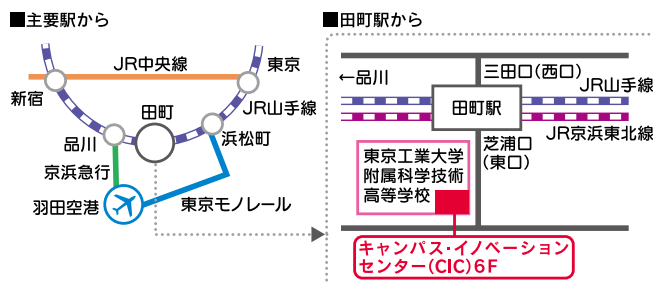 ■主要駅から
JR中央線
東京
新宿
田町
JR山手線
品川
浜松町
京浜急行
羽田空港
東京モノレール
■田町駅から
←品川
三田口(西口)
JR山手線
田町駅
JR京浜東北線
芝浦口
(東口)
東京工業大学
附属科学技術
高等学校
キャンパス・イノベーション
センター(CIC)6F